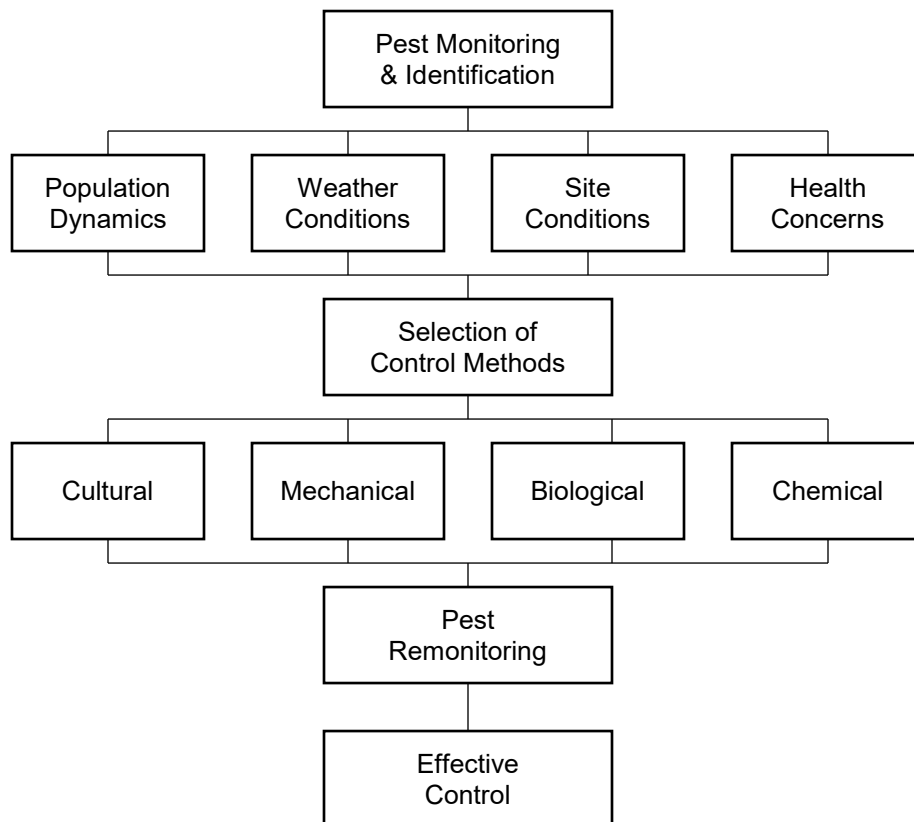 Pest Monitoring
& Identification
Population
Dynamics
Weather
Conditions
Site
Conditions
Health
Concerns
Selection of
Control Methods
Cultural
Mechanical
Biological
Chemical
Pest
Remonitoring
Effective
Control